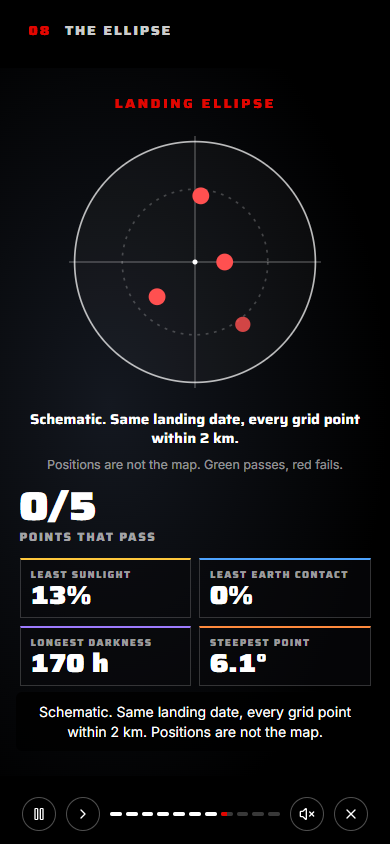 08 THE ELLIPSE
LANDING ELLIPSE
Schematic. Same landing date, every grid point
within 2 km.
Positions are not the map. Green passes, red fails.
0/5
POINTS THAT PASS
LEAST SUNLIGHT
13%
LEAST EARTH CONTACT
0%
LONGEST DARKNESS
170 h
STEEPEST POINT
6.1°
Schematic. Same landing date, every grid point
within 2 km. Positions are not the map.